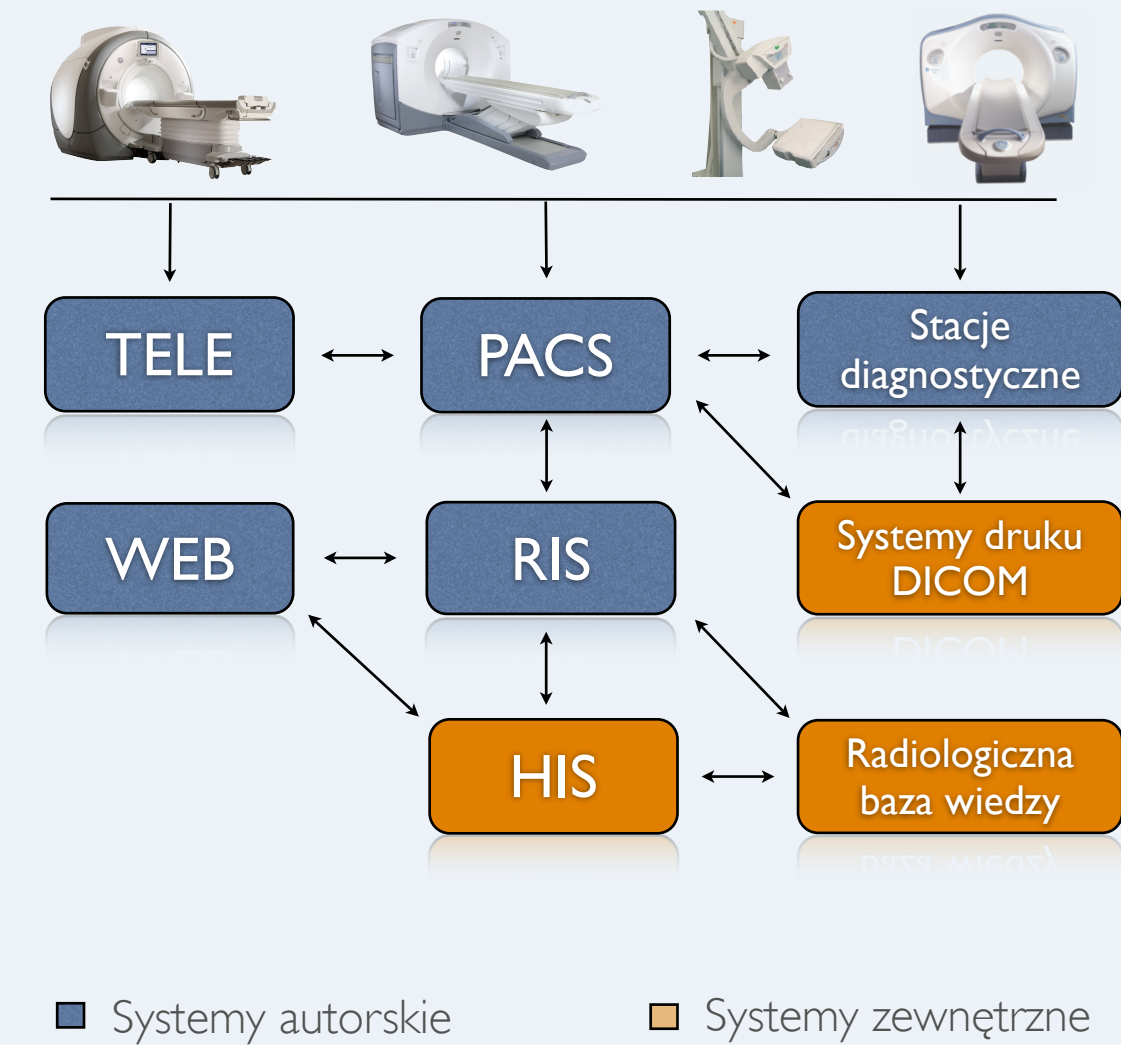 TELE
PACS
Stacje
diagnostyczne
WEB
RIS
Systemy druku
DICOM
HIS
Radiologiczna
baza wiedzy
Systemy autorskie
Systemy zewnętrzne